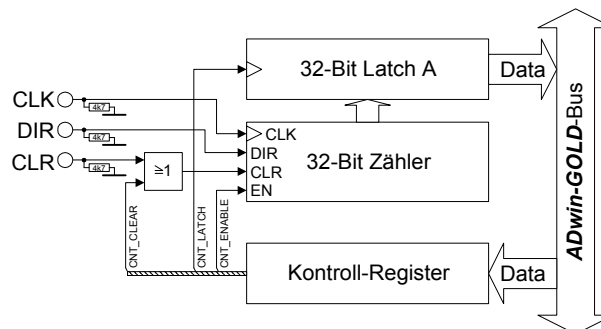 32-Bit Latch A
Data
CLK
4k7
DIR
4k7
CLR
4k7
≥1
CLK
DIR
CLR
EN
32-Bit Zähler
CNT_CLEAR
CNT_LATCH
CNT_ENABLE
Kontroll-Register
Data
ADwin-GOLD-Bus